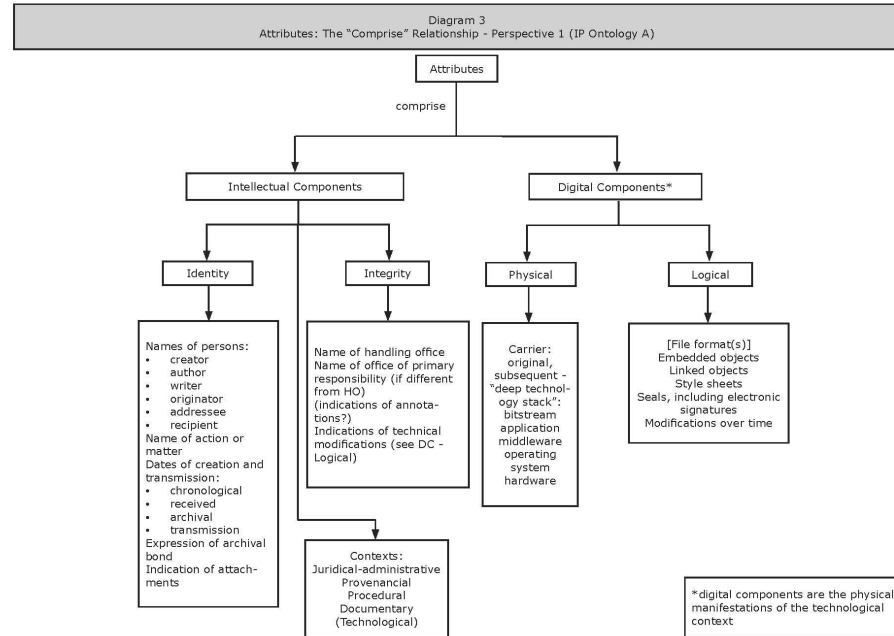 Diagram 3
Attributes: The “Comprise” Relationship - Perspective 1 (IP Ontology A)
Attributes
comprise
Intellectual Components
Digital Components*
Identity
Integrity
Physical
Logical
Names of persons:
• creator
• author
• writer
• originator
• addressee
• recipient
Name of action or
matter
Dates of creation and
transmission:
• chronological
• received
• archival
• transmission
Expression of archival
bond
Indication of attach-
ments
Name of handling office
Name of office of primary
responsibility (if different
from HO)
(indications of annota-
tions?)
Indications of technical
modifications (see DC -
Logical)
Carrier:
original,
subsequent -
“deep technol-
ogy stack”:
bitstream
application
middleware
operating
system
hardware
[File format(s)]
Embedded objects
Linked objects
Style sheets
Seals, including electronic
signatures
Modifications over time
Contexts:
Juridical-administrative
Provenancial
Procedural
Documentary
(Technological)
*digital components are the physical
manifestations of the technological
context